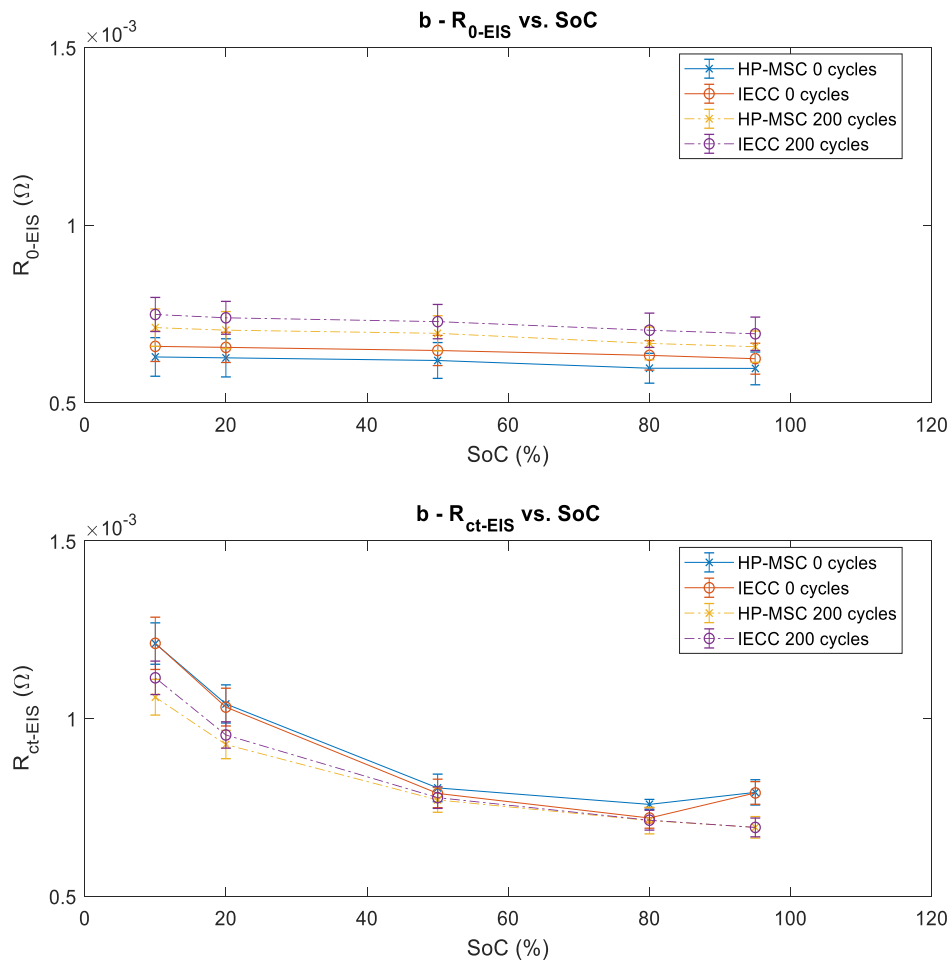 b - R0-EIS vs. SoC
×10-3
1.5
1
0.5
R0-EIS (Ω)
0 20 40 60 80 100 120
SoC (%)
HP-MSC 0 cycles
IECC 0 cycles
HP-MSC 200 cycles
IECC 200 cycles
b - Rct-EIS vs. SoC
×10-3
1.5
1
0.5
Rct-EIS (Ω)
0 20 40 60 80 100 120
SoC (%)
HP-MSC 0 cycles
IECC 0 cycles
HP-MSC 200 cycles
IECC 200 cycles